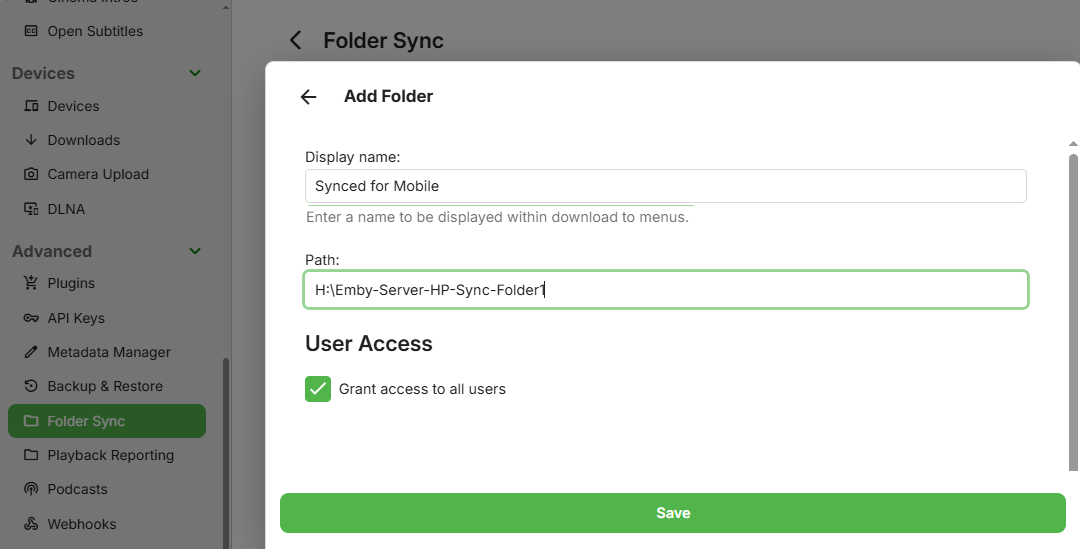 Cinema Intros
Open Subtitles
Devices
Devices
Downloads
Camera Upload
DLNA
Advanced
Plugins
API Keys
Metadata Manager
Backup & Restore
Folder Sync
Playback Reporting
Podcasts
Webhooks
Folder Sync
Add Folder
Display name:
Synced for Mobile
Enter a name to be displayed within download to menus.
Path:
H:\Emby-Server-HP-Sync-Folder1
User Access
Grant access to all users
Save